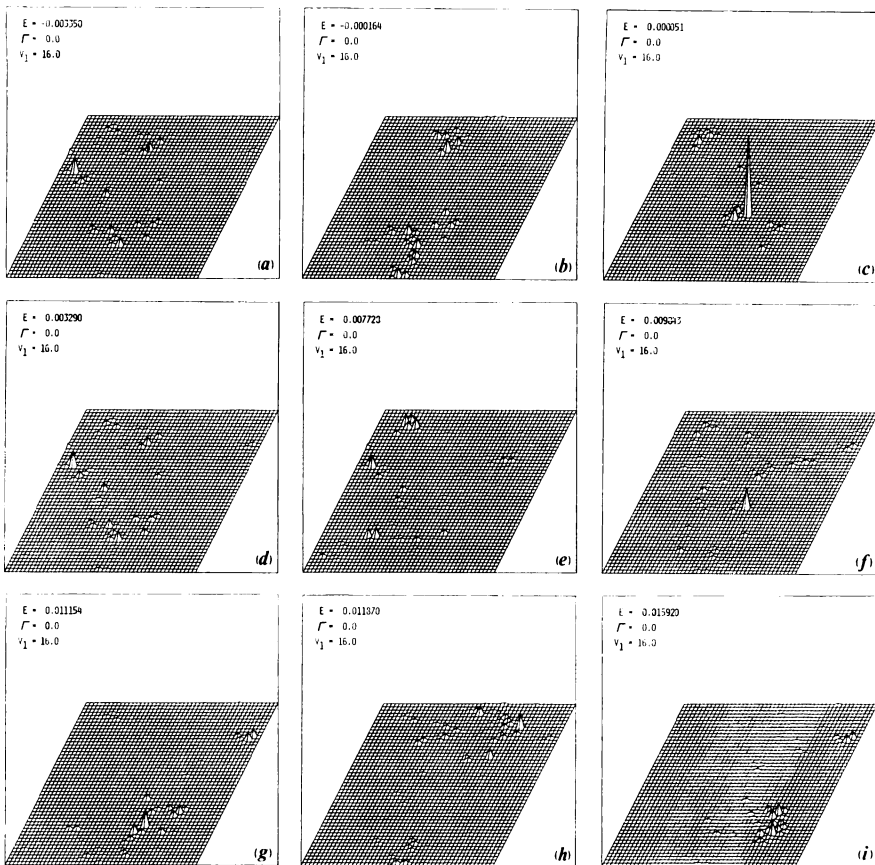 E = -0.003350
Γ = 0.0
V1 = 16.0
(a)
E = -0.000164
Γ = 0.0
V1 = 16.0
(b)
E = 0.000051
Γ = 0.0
V1 = 16.0
(c)
E = 0.003290
Γ = 0.0
V1 = 16.0
(d)
E = 0.007720
Γ = 0.0
V1 = 16.0
(e)
E =
Γ = 0.0
V1 = 16.0
(f)
E = 0.011154
Γ = 0.0
V1 = 16.0
(g)
E = 0.011870
Γ = 0.0
V1 = 16.0
(h)
E = 0.015920
Γ = 0.0
V1 = 16.0
(i)